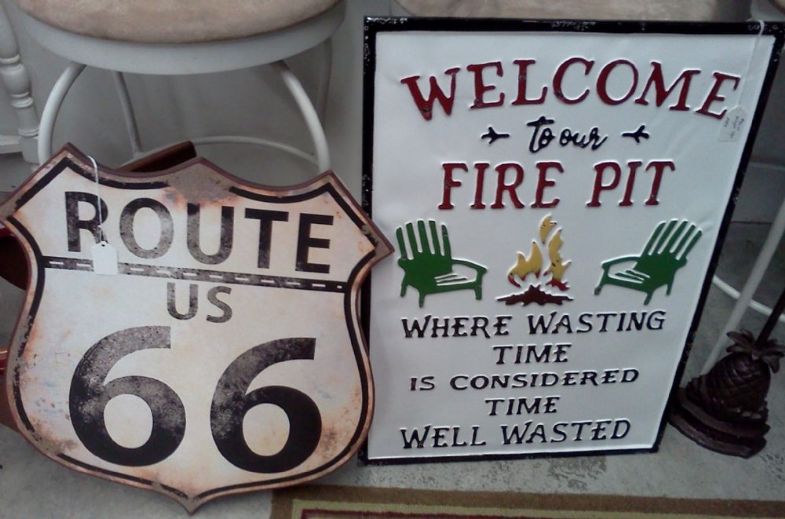 ROUTE
US
66
WELCOME
to our
FIRE PIT
WHERE WASTING
TIME
IS CONSIDERED
TIME
WELL WASTED